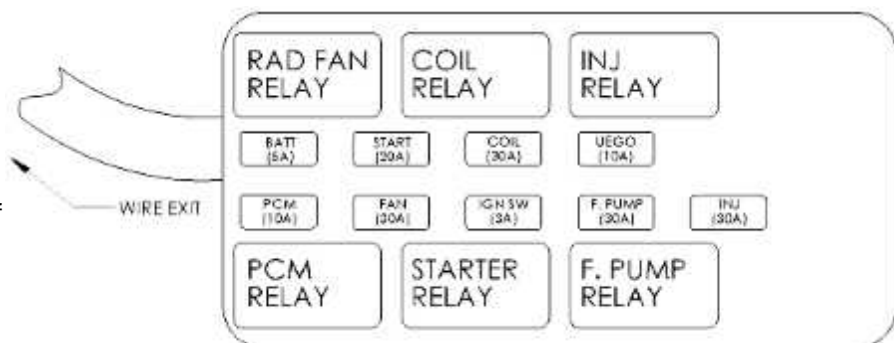 RAD FAN
RELAY
COIL
RELAY
INJ
RELAY
BATT
(5A)
START
(20A)
COIL
(30A)
UEGO
(10A)
WIRE EXIT
PCM
(10A)
FAN
(30A)
IGN SW
(3A)
F. PUMP
(30A)
INJ
(30A)
PCM
RELAY
STARTER
RELAY
F. PUMP
RELAY